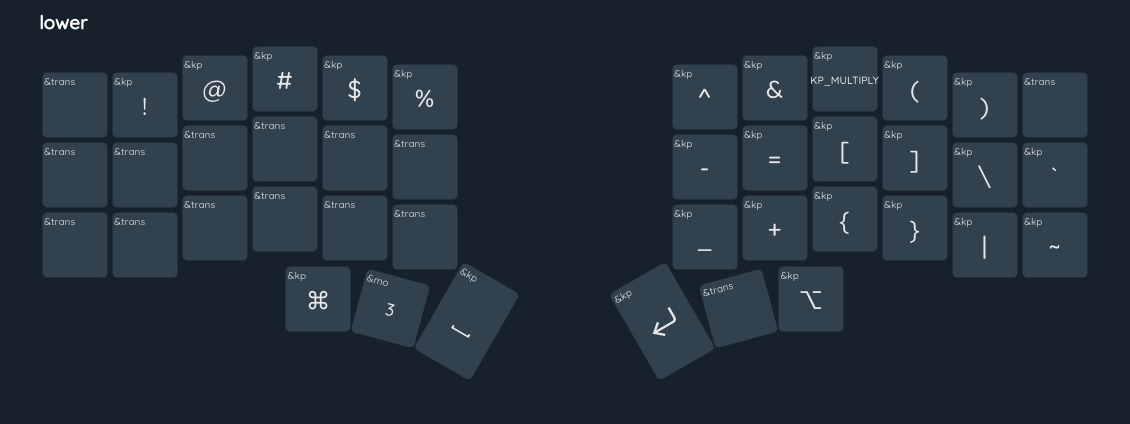 lower
&trans &kp ! &kp @ &kp # &kp $ &kp % &kp ^ &kp & &kp KP_MULTIPLY &kp ( &kp ) &trans
&trans &trans &trans &trans &trans &trans &kp - &kp = &kp [ &kp ] &kp \ &kp `
&trans &trans &trans &trans &trans &trans &kp _ &kp + &kp { &kp } &kp | &kp ~
&kp ⌘ &mo 3 &kp ⎵ &kp ↵ &trans &kp ⌥